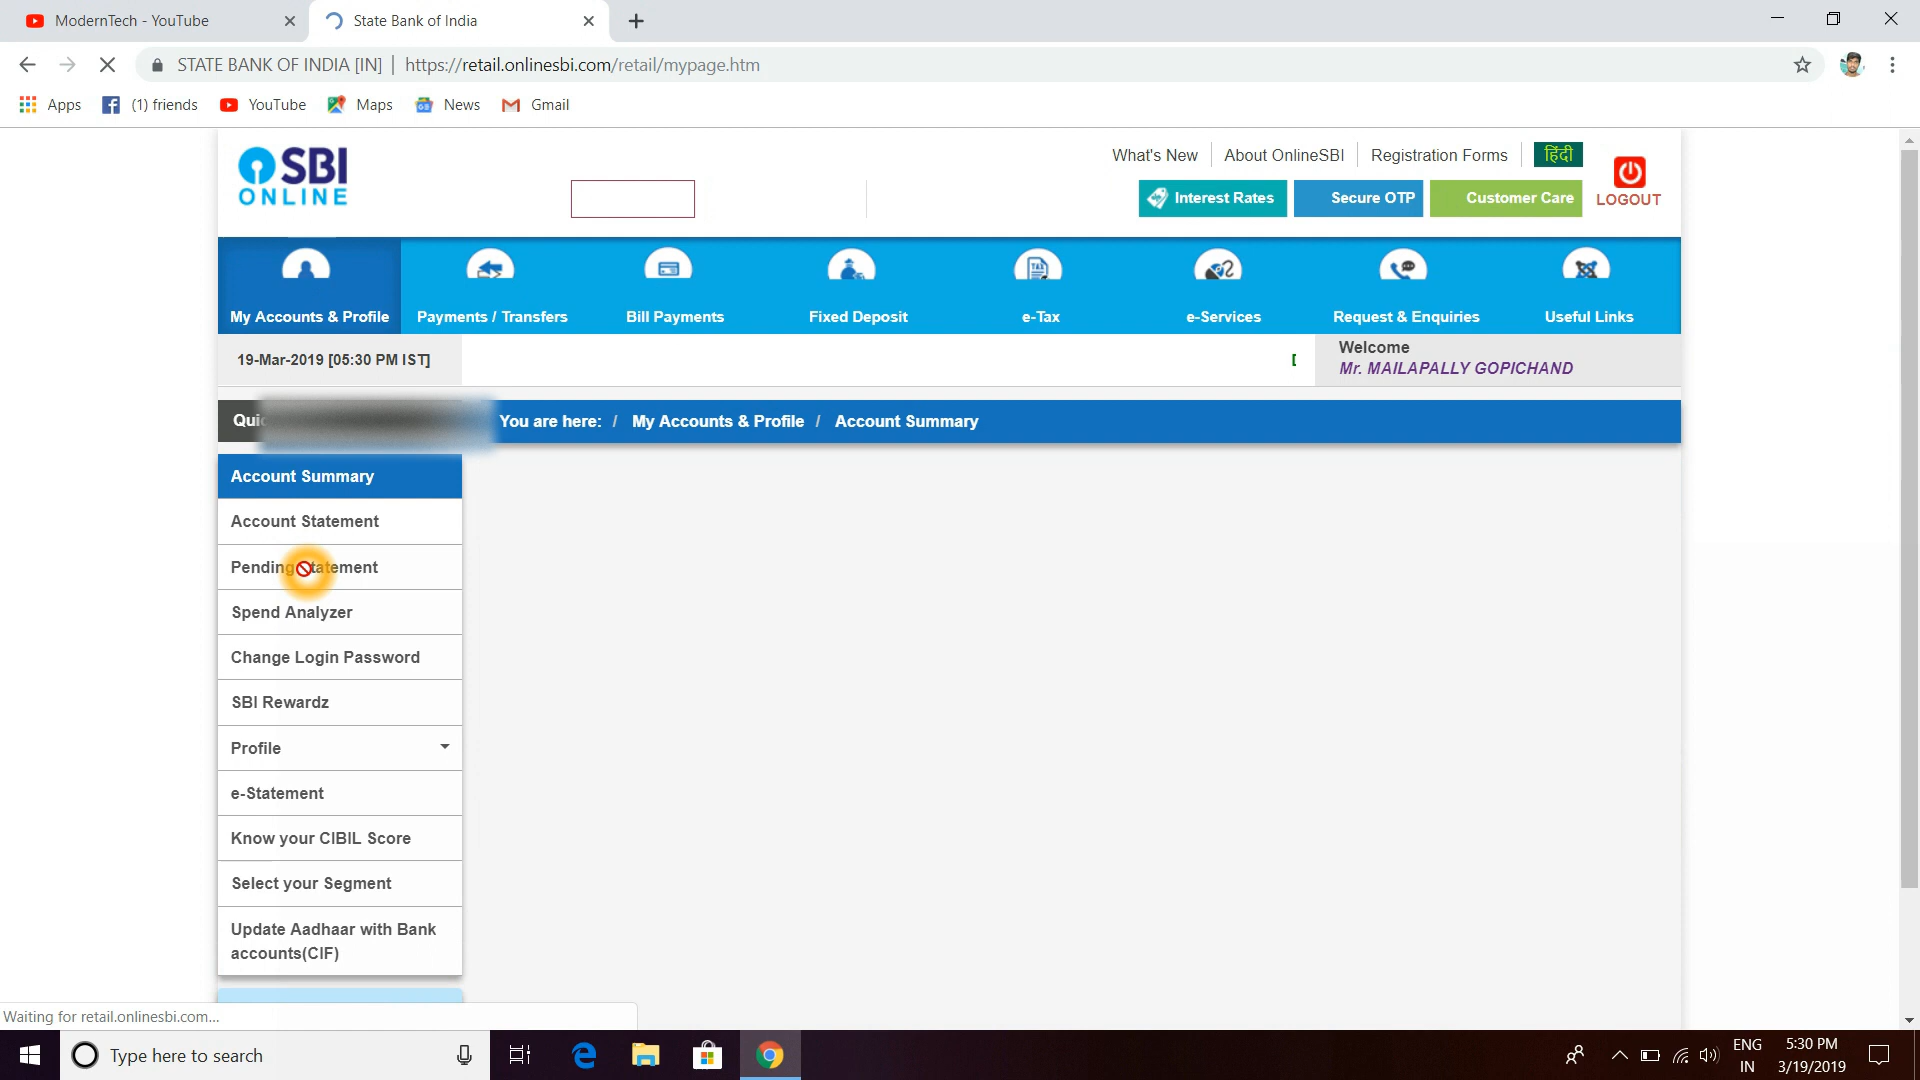 ModernTech - YouTube
State Bank of India
STATE BANK OF INDIA [IN] | https://retail.onlinesbi.com/retail/mypage.htm
Apps
(1) friends
YouTube
Maps
News
Gmail
SBI
ONLINE
What's New
About OnlineSBI
Registration Forms
हिंदी
Interest Rates
Secure OTP
Customer Care
LOGOUT
My Accounts & Profile
Payments / Transfers
Bill Payments
Fixed Deposit
e-Tax
e-Services
Request & Enquiries
Useful Links
19-Mar-2019 [05:30 PM IST]
Welcome
Mr. MAILAPALLY GOPICHAND
You are here: / My Accounts & Profile / Account Summary
Account Summary
Account Statement
Pending Statement
Spend Analyzer
Change Login Password
SBI Rewardz
Profile
e-Statement
Know your CIBIL Score
Select your Segment
Update Aadhaar with Bank
accounts(CIF)
Waiting for retail.onlinesbi.com...
Type here to search
ENG
IN
5:30 PM
3/19/2019